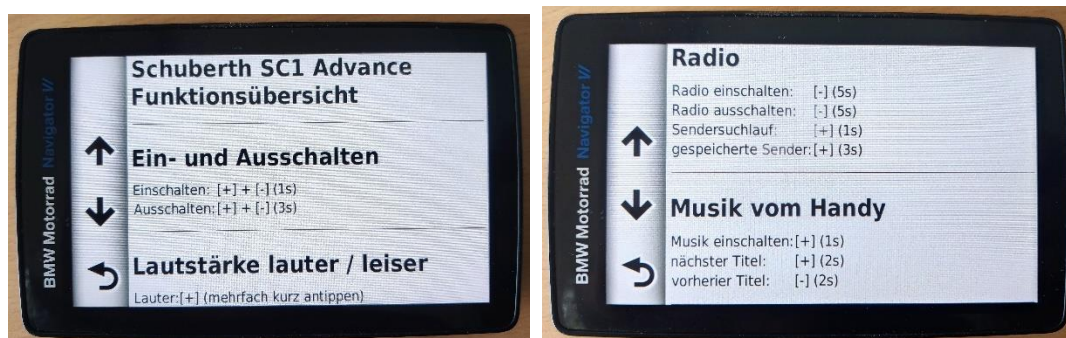 BMW Motorrad Navigator VI
Schuberth SC1 Advance
Funktionsübersicht
Ein- und Ausschalten
Einschalten: [+] + [-] (1s)
Ausschalten: [+] + [-] (3s)
Lautstärke lauter / leiser
Lauter:[+] (mehrfach kurz antippen)
BMW Motorrad Navigator VI
Radio
Radio einschalten: [-] (5s)
Radio ausschalten: [-] (5s)
Sendersuchlauf: [+] (1s)
gespeicherte Sender:[+] (3s)
Musik vom Handy
Musik einschalten:[+] (1s)
nächster Titel: [+] (2s)
vorherier Titel: [-] (2s)